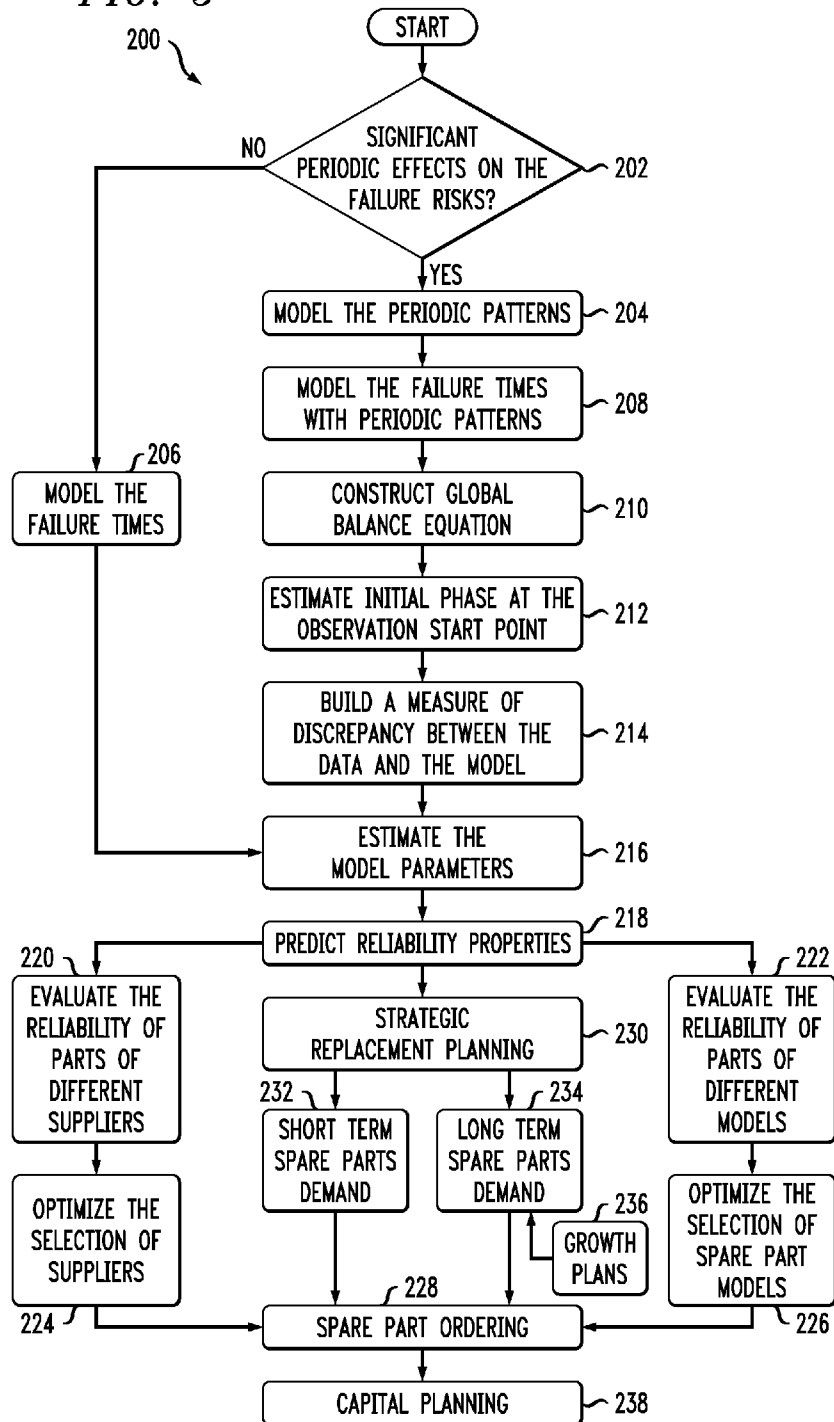 200
START
SIGNIFICANT
PERIODIC EFFECTS ON THE
FAILURE RISKS?
202
NO
YES
MODEL THE PERIODIC PATTERNS
204
MODEL THE FAILURE TIMES
WITH PERIODIC PATTERNS
208
206
MODEL THE
FAILURE TIMES
CONSTRUCT GLOBAL
BALANCE EQUATION
210
ESTIMATE INITIAL PHASE AT THE
OBSERVATION START POINT
212
BUILD A MEASURE OF
DISCREPANCY BETWEEN THE
DATA AND THE MODEL
214
ESTIMATE THE
MODEL PARAMETERS
216
218
PREDICT RELIABILITY PROPERTIES
220
EVALUATE THE
RELIABILITY OF
PARTS OF
DIFFERENT
SUPPLIERS
STRATEGIC
REPLACEMENT PLANNING
230
222
EVALUATE THE
RELIABILITY OF
PARTS OF
DIFFERENT
MODELS
232
SHORT TERM
SPARE PARTS
DEMAND
234
LONG TERM
SPARE PARTS
DEMAND
236
GROWTH
PLANS
OPTIMIZE THE
SELECTION OF
SUPPLIERS
224
OPTIMIZE THE
SELECTION OF
SPARE PART
MODELS
226
228
SPARE PART ORDERING
CAPITAL PLANNING
238